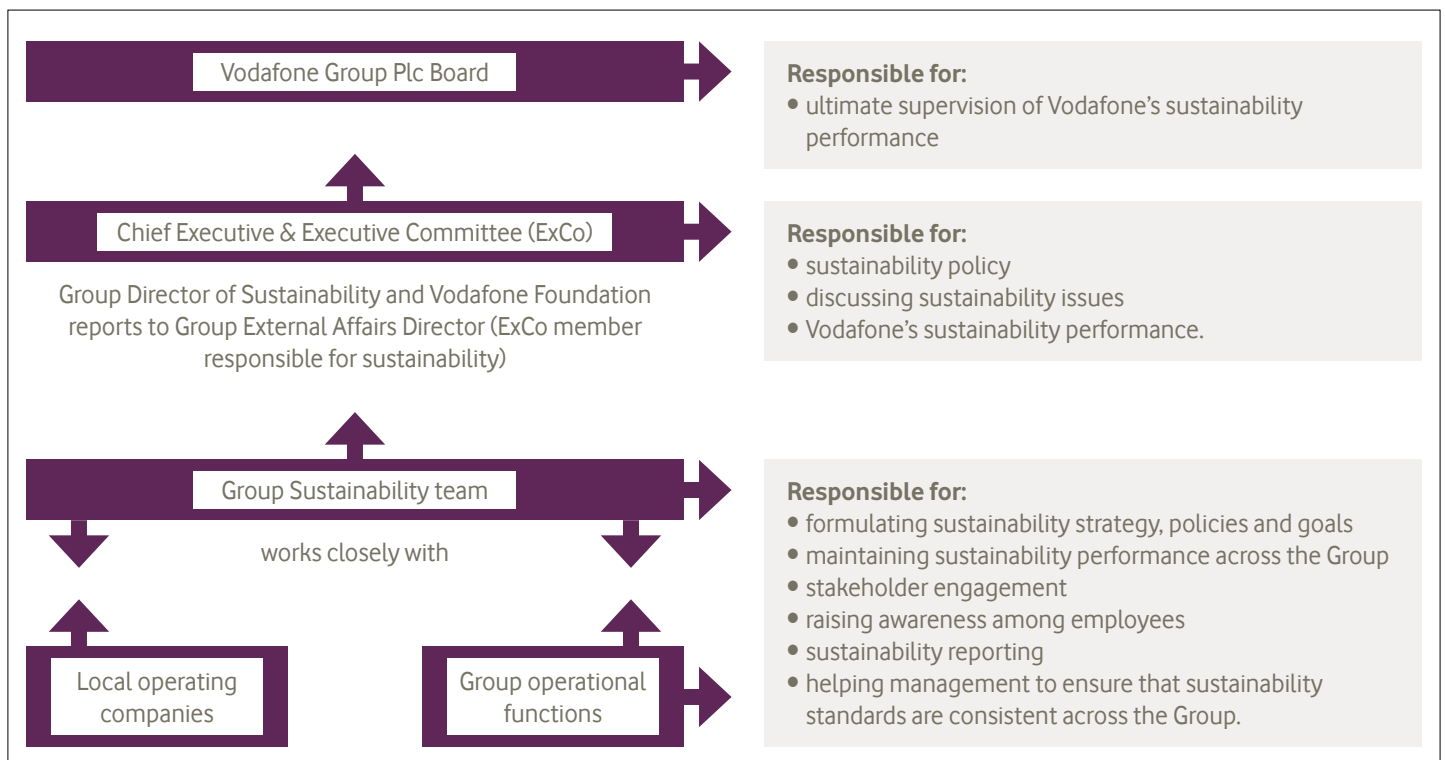 Vodafone Group Plc Board
Responsible for:
• ultimate supervision of Vodafone’s sustainability
performance
Chief Executive & Executive Committee (ExCo)
Group Director of Sustainability and Vodafone Foundation
reports to Group External Affairs Director (ExCo member
responsible for sustainability)
Responsible for:
• sustainability policy
• discussing sustainability issues
• Vodafone’s sustainability performance.
Group Sustainability team
works closely with
Local operating
companies
Group operational
functions
Responsible for:
• formulating sustainability strategy, policies and goals
• maintaining sustainability performance across the Group
• stakeholder engagement
• raising awareness among employees
• sustainability reporting
• helping management to ensure that sustainability
standards are consistent across the Group.